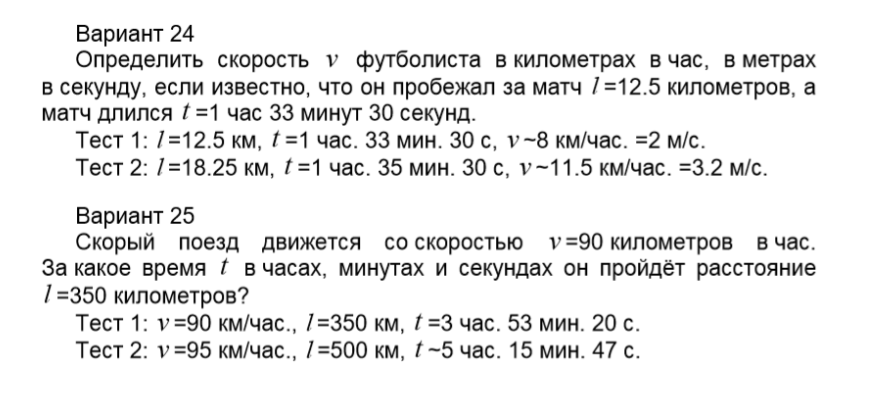 Вариант 24
Определить скорость v футболиста в километрах в час, в метрах
в секунду, если известно, что он пробежал за матч l=12.5 километров, а
матч длился t=1 час 33 минут 30 секунд.
Тест 1: l=12.5 км, t=1 час. 33 мин. 30 с, v~8 км/час. =2 м/с.
Тест 2: l=18.25 км, t=1 час. 35 мин. 30 с, v~11.5 км/час. =3.2 м/с.
Вариант 25
Скорый поезд движется со скоростью v=90 километров в час.
За какое время t в часах, минутах и секундах он пройдёт расстояние
l=350 километров?
Тест 1: v=90 км/час., l=350 км, t=3 час. 53 мин. 20 с.
Тест 2: v=95 км/час., l=500 км, t~5 час. 15 мин. 47 с.